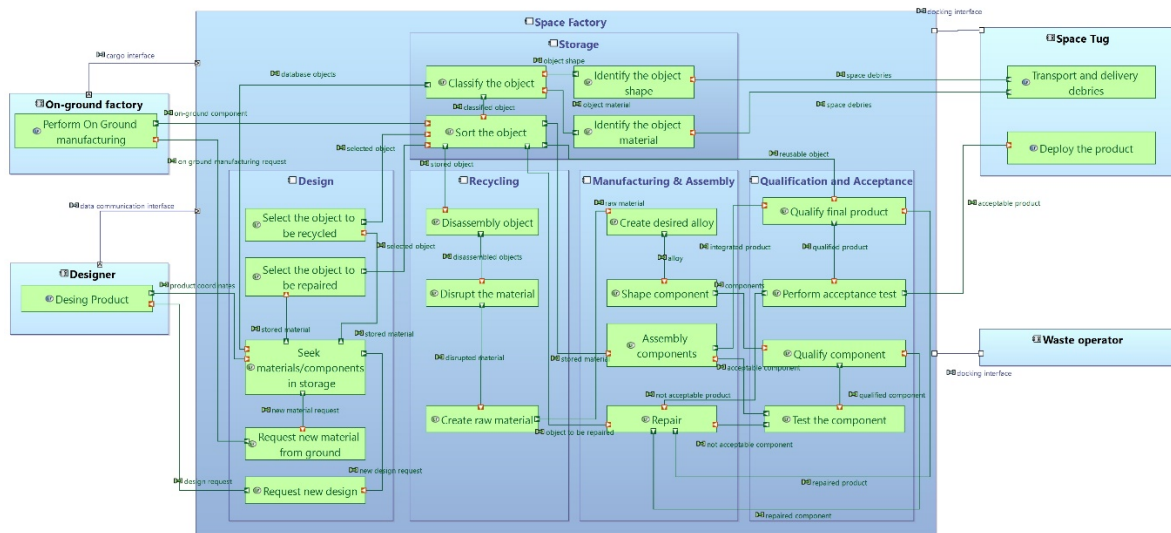 docking interface
Space Factory
Storage
Space Tug
cargo interface
object shape
database objects
Classify the object
Identify the object
shape
space debries
Transport and delivery
debries
On-ground factory
on-ground component
Perform On Ground
manufacturing
classified object
object material
space debries
Sort the object
Identify the object
material
selected object
stored object
reusable object
Deploy the product
on ground manufacturing request
Design
Recycling
Manufacturing & Assembly
Qualification and Acceptance
data communication interface
Select the object to
be recycled
Disassembly object
raw material
Create desired alloy
Qualify final product
acceptable product
selected object
disassembled objects
integrated product
qualified product
alloy
Designer
Select the object to
be repaired
product coordinates
Desing Product
Disrupt the material
Shape component
components
Perform acceptance test
stored material
stored material
Seek
materials/components
in storage
disrupted material
stored material
Assembly
components
acceptable component
Qualify component
Waste operator
docking interface
new material request
not acceptable product
qualified component
Create raw material
Repair
Test the component
object to be repaired
Request new material
from ground
not acceptable component
new design request
design request
Request new design
repaired product
repaired component